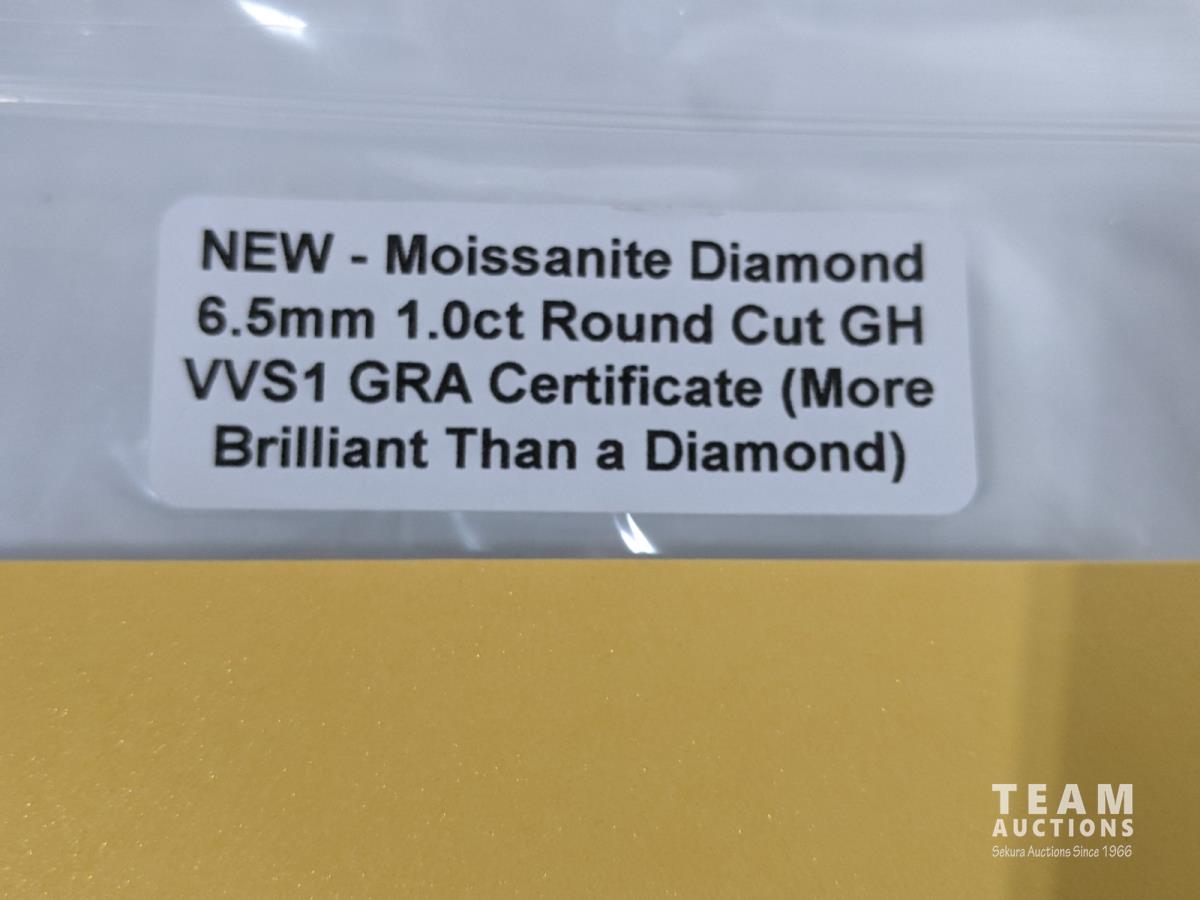 NEW - Moissanite Diamond
6.5mm 1.0ct Round Cut GH
VVS1 GRA Certificate (More
Brilliant Than a Diamond)
TEAM
AUCTIONS
Sekura Auctions Since 1966